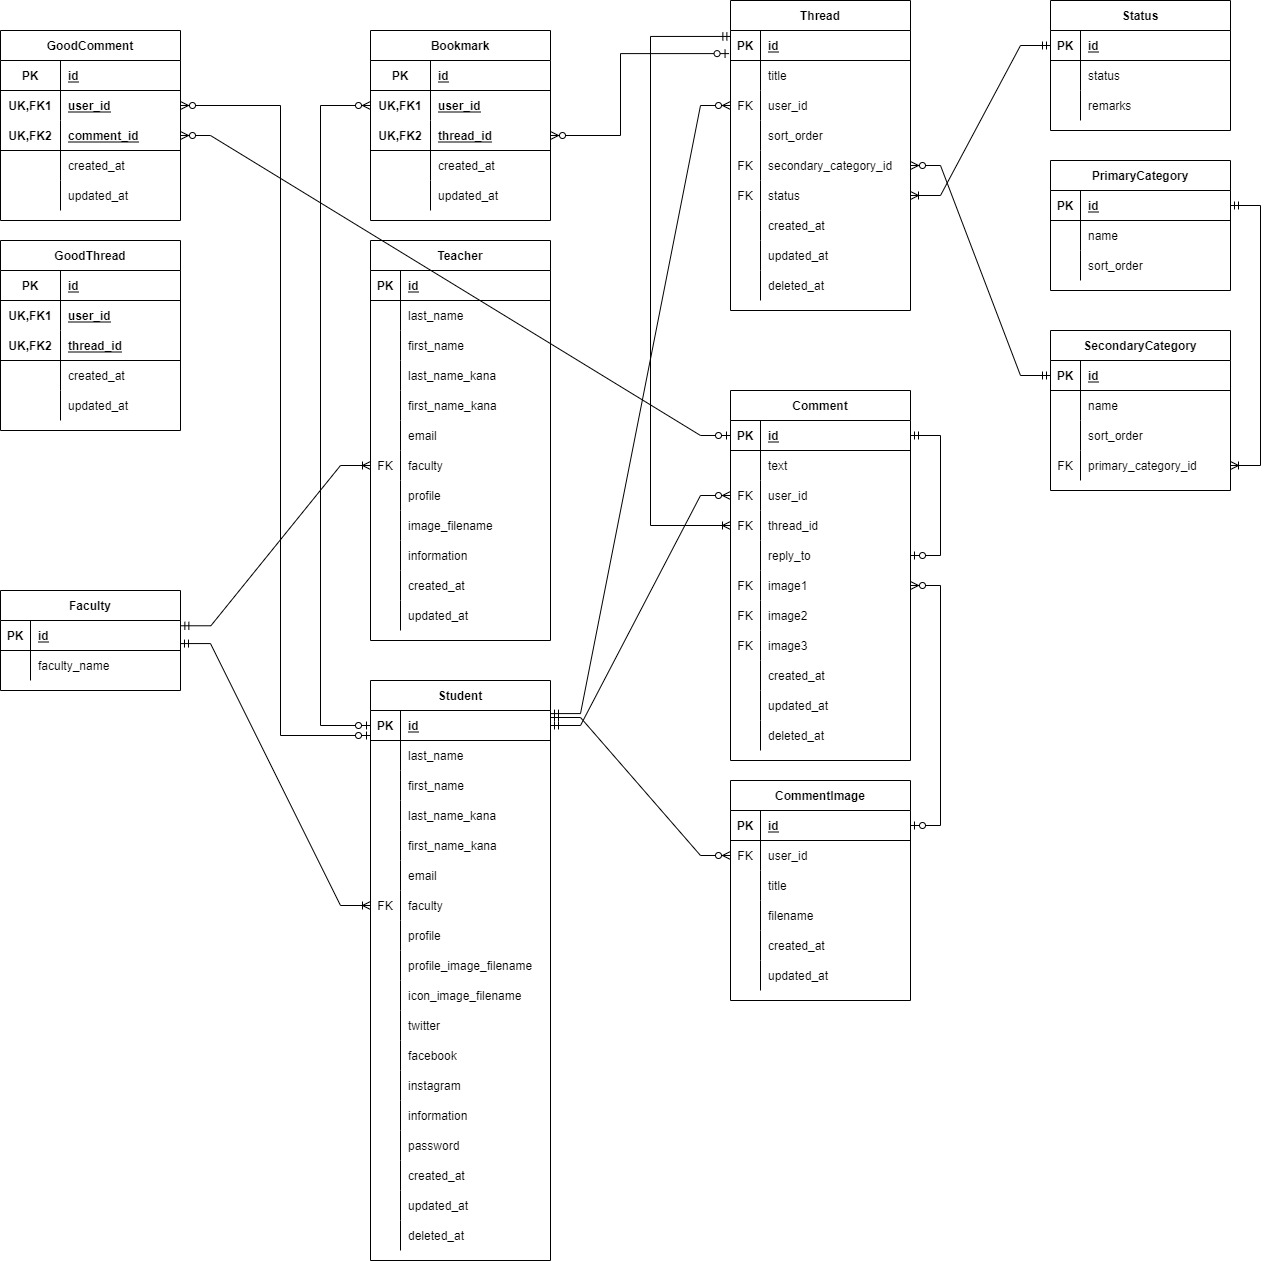 GoodComment
PK id
UK,FK1 user_id
UK,FK2 comment_id
created_at
updated_at
GoodThread
PK id
UK,FK1 user_id
UK,FK2 thread_id
created_at
updated_at
Faculty
PK id
faculty_name
Bookmark
PK id
UK,FK1 user_id
UK,FK2 thread_id
created_at
updated_at
Teacher
PK id
last_name
first_name
last_name_kana
first_name_kana
email
FK faculty
profile
image_filename
information
created_at
updated_at
Student
PK id
last_name
first_name
last_name_kana
first_name_kana
email
FK faculty
profile
profile_image_filename
icon_image_filename
twitter
facebook
instagram
information
password
created_at
updated_at
deleted_at
Thread
PK id
title
FK user_id
sort_order
FK secondary_category_id
FK status
created_at
updated_at
deleted_at
Comment
PK id
text
FK user_id
FK thread_id
reply_to
FK image1
FK image2
FK image3
created_at
updated_at
deleted_at
CommentImage
PK id
FK user_id
title
filename
created_at
updated_at
Status
PK id
status
remarks
PrimaryCategory
PK id
name
sort_order
SecondaryCategory
PK id
name
sort_order
FK primary_category_id